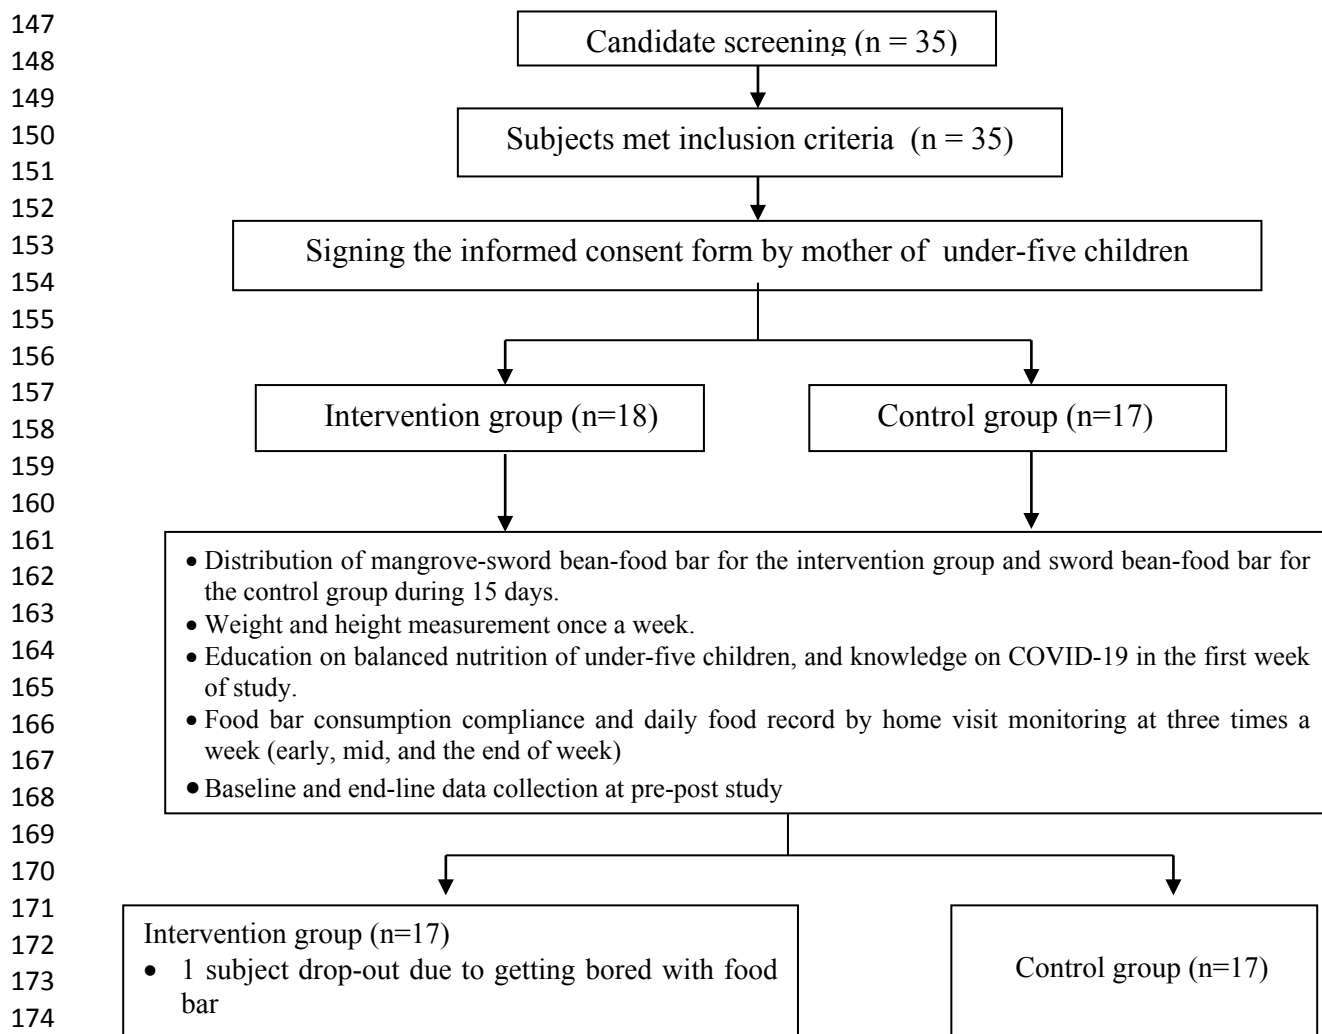 147
Candidate screening (n = 35)
148
149
150
Subjects met inclusion criteria (n = 35)
151
152
153
Signing the informed consent form by mother of under-five children
154
155
156
157
Intervention group (n=18)
Control group (n=17)
158
159
160
161
• Distribution of mangrove-sword bean-food bar for the intervention group and sword bean-food bar for
162
the control group during 15 days.
163
• Weight and height measurement once a week.
164
• Education on balanced nutrition of under-five children, and knowledge on COVID-19 in the first week
165
of study.
166
• Food bar consumption compliance and daily food record by home visit monitoring at three times a
167
week (early, mid, and the end of week)
168
• Baseline and end-line data collection at pre-post study
169
170
171
Intervention group (n=17)
172
• 1 subject drop-out due to getting bored with food
Control group (n=17)
173
bar
174